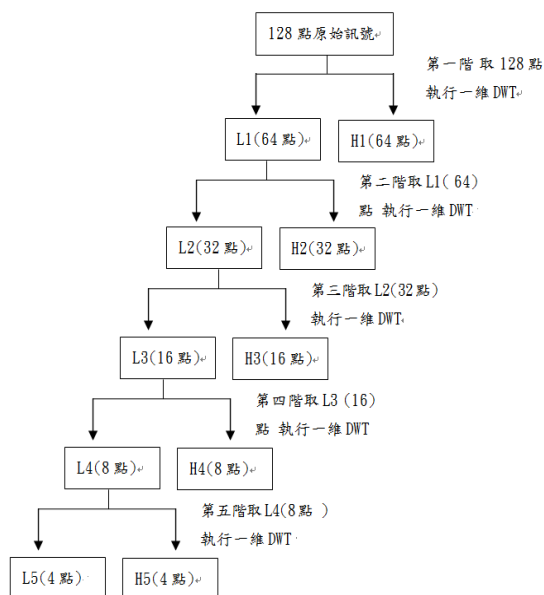 128 點原始訊號
第一階 取 128 點
執行一維 DWT
L1(64 點)
H1(64 點)
第二階取 L1( 64)
點 執行一維 DWT
L2(32 點)
H2(32 點)
第三階取 L2(32點)
執行一維 DWT
L3(16 點)
H3(16 點)
第四階取 L3 (16)
點 執行一維 DWT
L4(8 點)
H4(8 點)
第五階取 L4(8點 )
執行一維 DWT
L5(4 點)
H5(4 點)